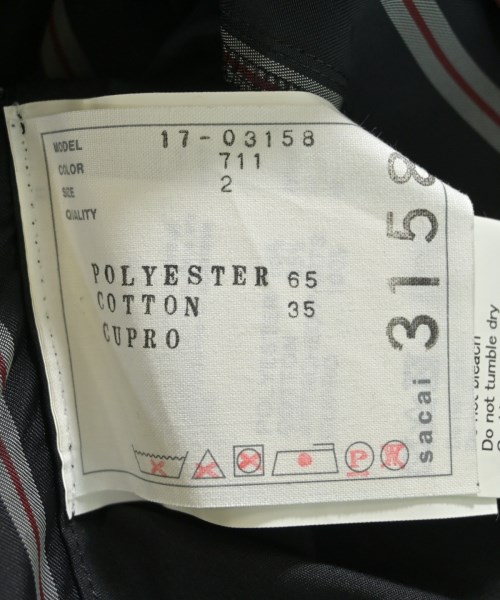 MODEL 17-03158
COLOR 711
SIZE 2
QUALITY
POLYESTER 65
COTTON 35
CUPRO
P
sacai 3158
bleach
Do not tumble dry